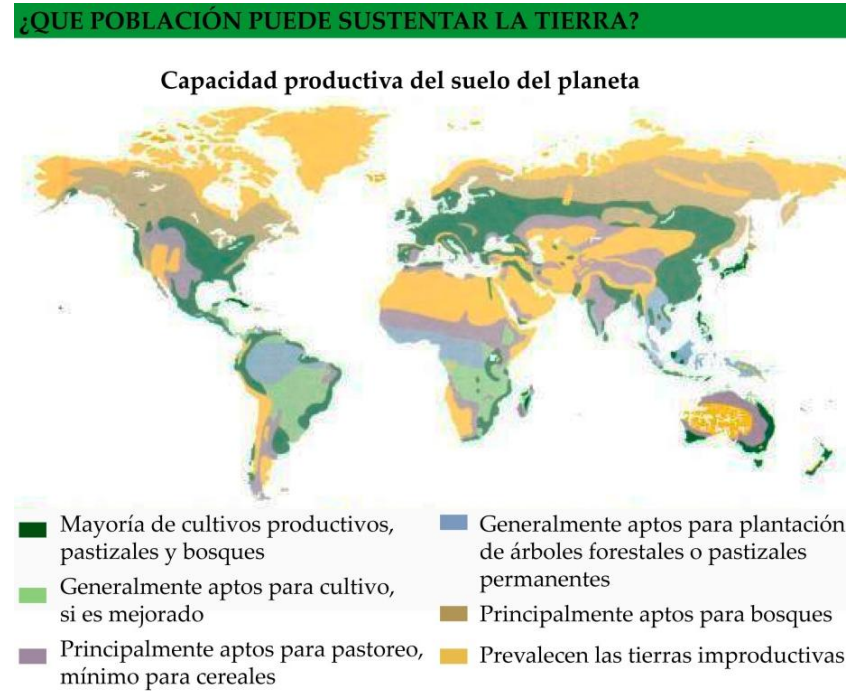 ¿QUE POBLACIÓN PUEDE SUSTENTAR LA TIERRA?
Capacidad productiva del suelo del planeta
Mayoría de cultivos productivos,
pastizales y bosques
Generalmente aptos para cultivo,
si es mejorado
Principalmente aptos para pastoreo,
mínimo para cereales
Generalmente aptos para plantación
de árboles forestales o pastizales
permanentes
Principalmente aptos para bosques
Prevalecen las tierras improductivas